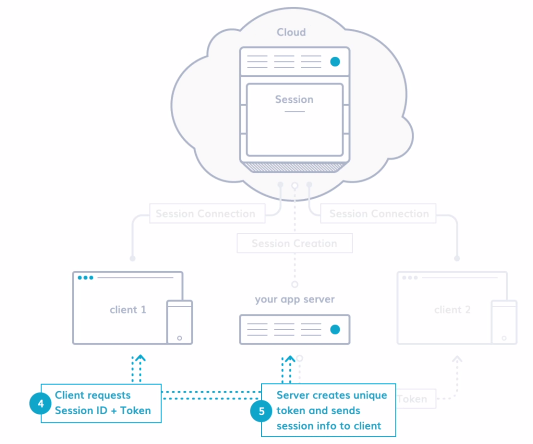 Cloud
Session
Session Connection
Session Connection
Session Creation
client 1
your app server
client 2
4
Client requests
Session ID + Token
5
Server creates unique
token and sends
session info to client
Token